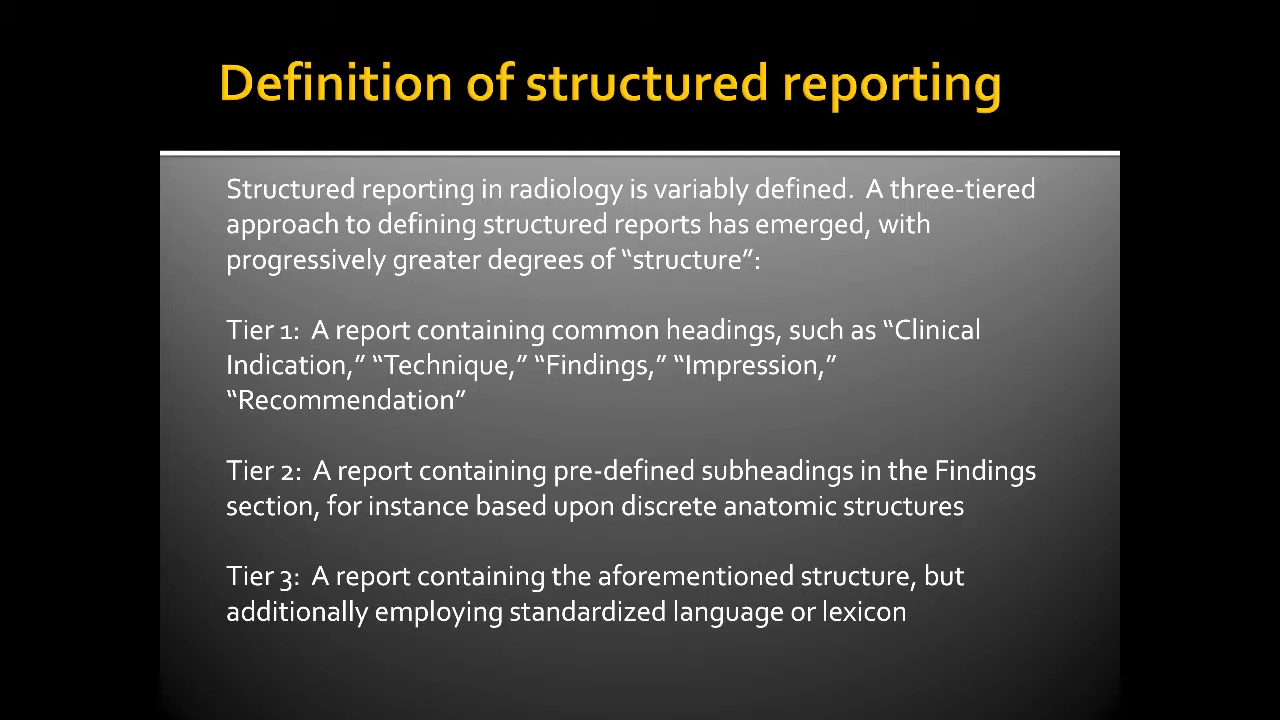 Definition of structured reporting
Structured reporting in radiology is variably defined.  A three-tiered
approach to defining structured reports has emerged, with
progressively greater degrees of “structure”:
Tier 1:  A report containing common headings, such as “Clinical
Indication,” “Technique,” “Findings,” “Impression,”
“Recommendation”
Tier 2:  A report containing pre-defined subheadings in the Findings
section, for instance based upon discrete anatomic structures
Tier 3:  A report containing the aforementioned structure, but
additionally employing standardized language or lexicon